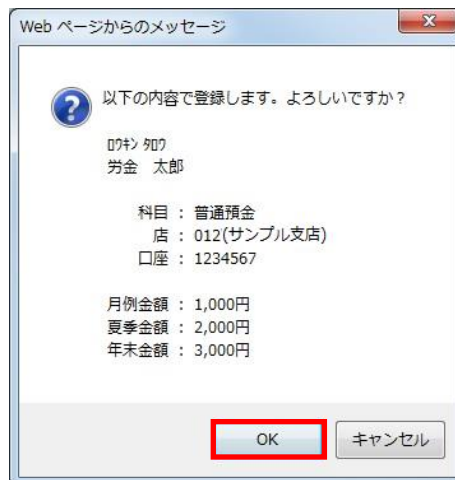 Web ページからのメッセージ
以下の内容で登録します。よろしいですか?
ﾛｳｷﾝ ﾀﾛｳ
労金 太郎
科目 : 普通預金
店 : 012(サンプル支店)
口座 : 1234567
月例金額 : 1,000円
夏季金額 : 2,000円
年末金額 : 3,000円
OK キャンセル